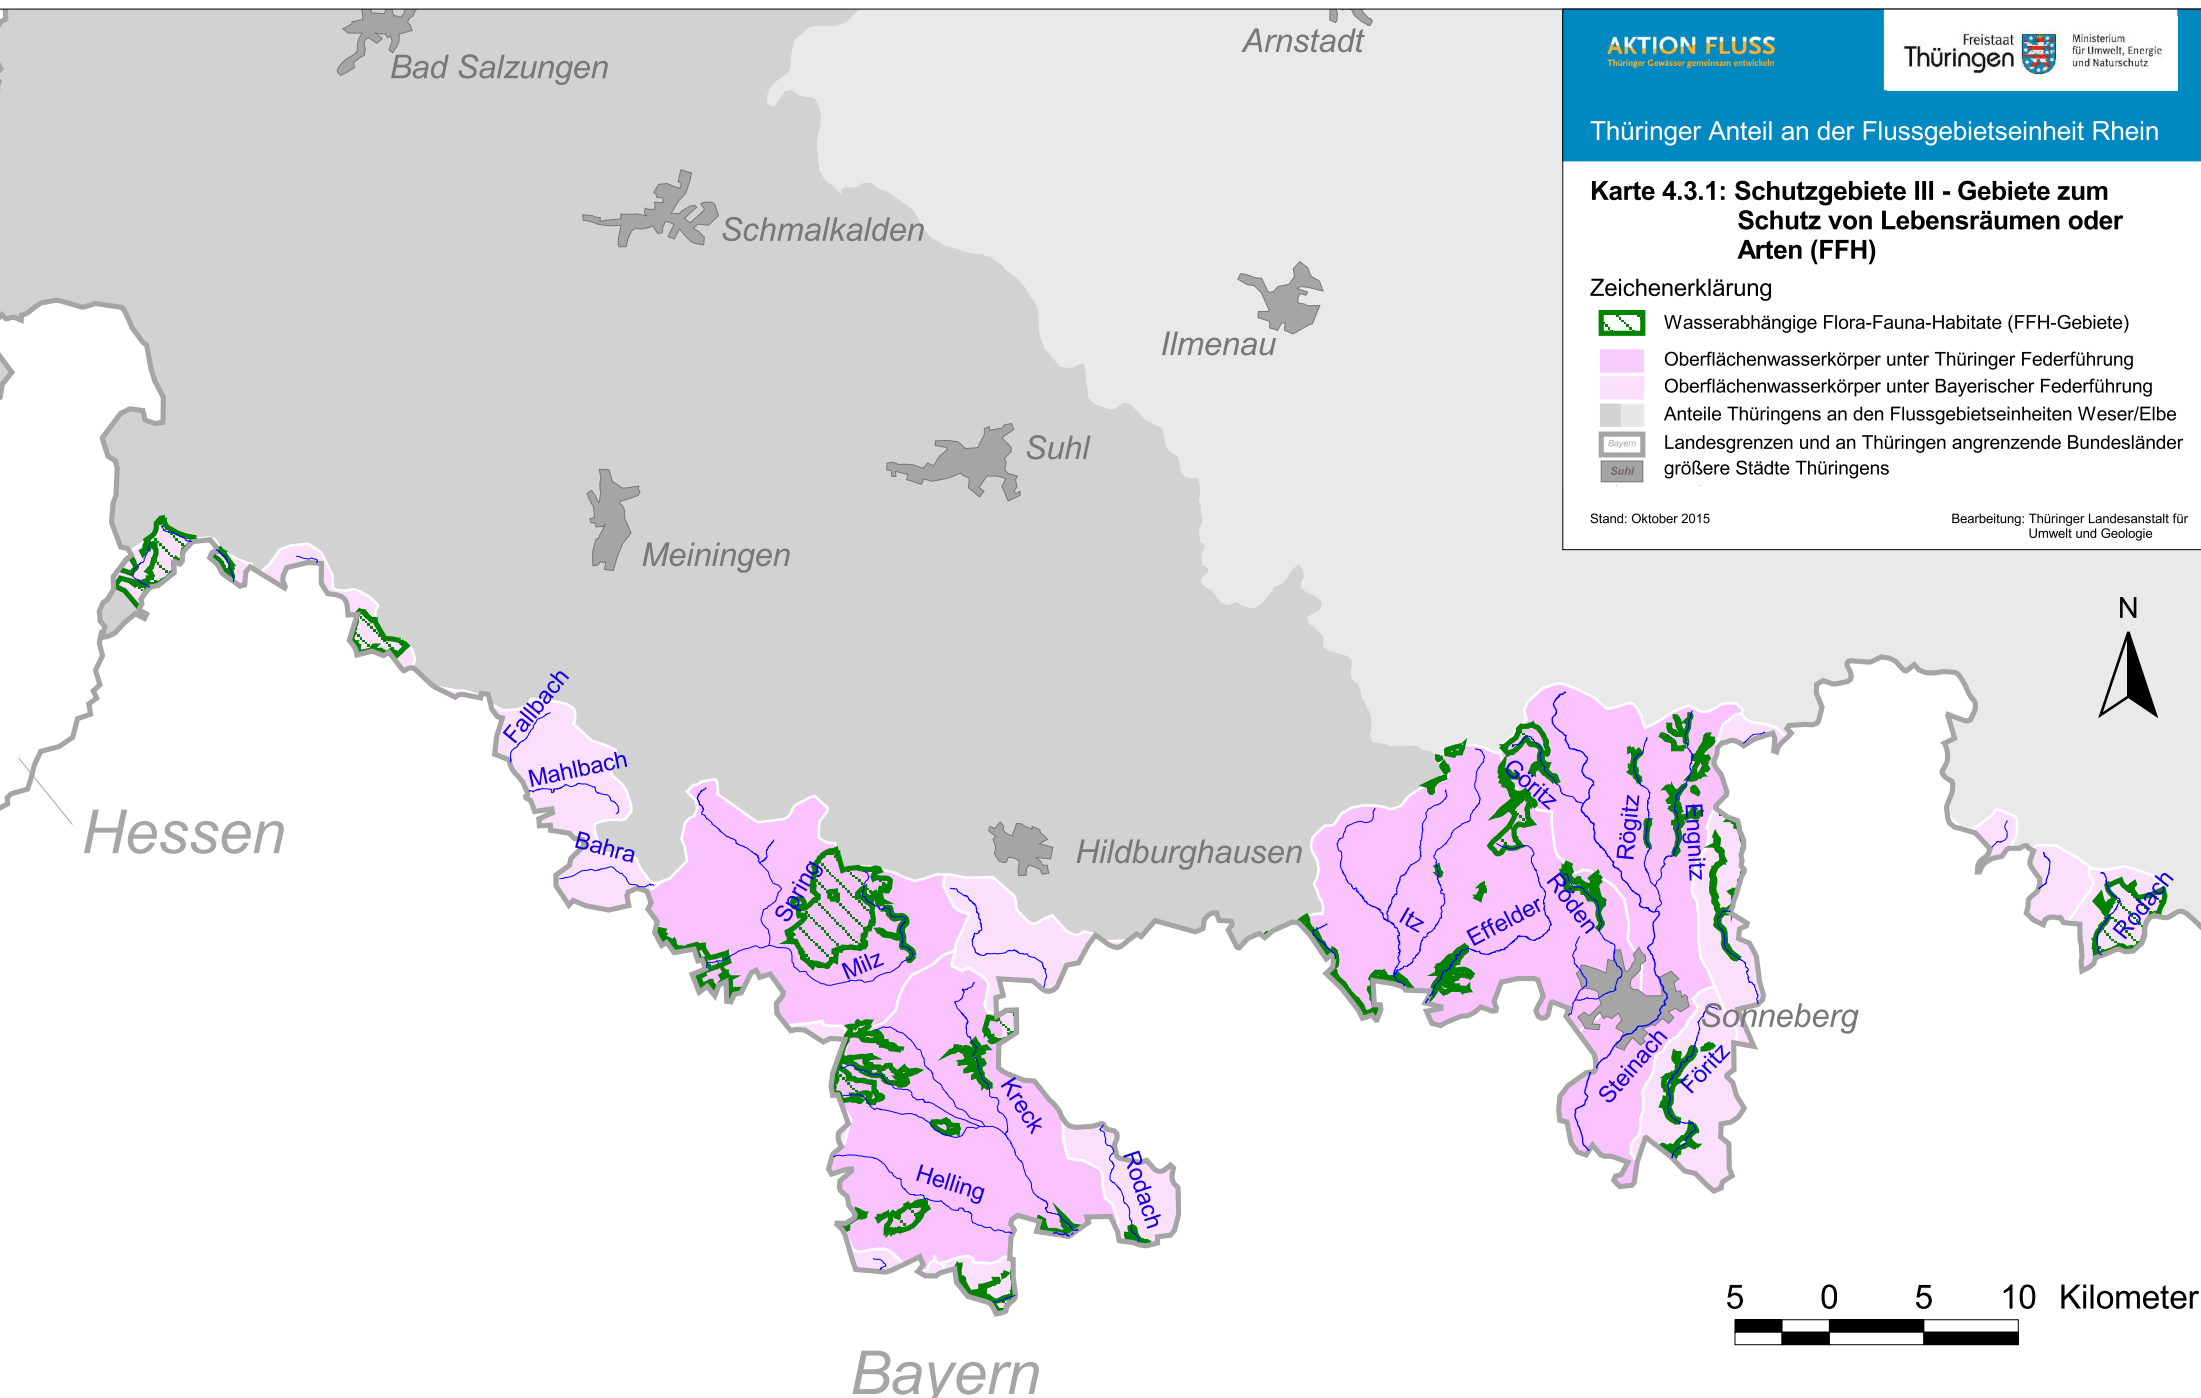 AKTION FLUSS
Thüringer Gewässer gemeinsam entwickeln
Freistaat
Thüringen
Ministerium
für Umwelt, Energie
und Naturschutz
Thüringer Anteil an der Flussgebietseinheit Rhein
Karte 4.3.1: Schutzgebiete III - Gebiete zum
Schutz von Lebensräumen oder
Arten (FFH)
Zeichenerklärung
Wasserabhängige Flora-Fauna-Habitate (FFH-Gebiete)
Oberflächenwasserkörper unter Thüringer Federführung
Oberflächenwasserkörper unter Bayerischer Federführung
Anteile Thüringens an den Flussgebietseinheiten Weser/Elbe
Bayern
Landesgrenzen und an Thüringen angrenzende Bundesländer
Suhl
größere Städte Thüringens
Stand: Oktober 2015
Bearbeitung: Thüringer Landesanstalt für
Umwelt und Geologie
Arnstadt
Bad Salzungen
Schmalkalden
Ilmenau
Suhl
Meiningen
N
Fallbach
Mahlbach
Hessen
Bahra
Hildburghausen
Spring
Milz
Göritz
Rögitz
Engnitz
Itz
Effelder
Röden
Rodach
Sonneberg
Steinach
Föritz
Kreck
Helling
Rodach
5 0 5 10 Kilometer
Bayern